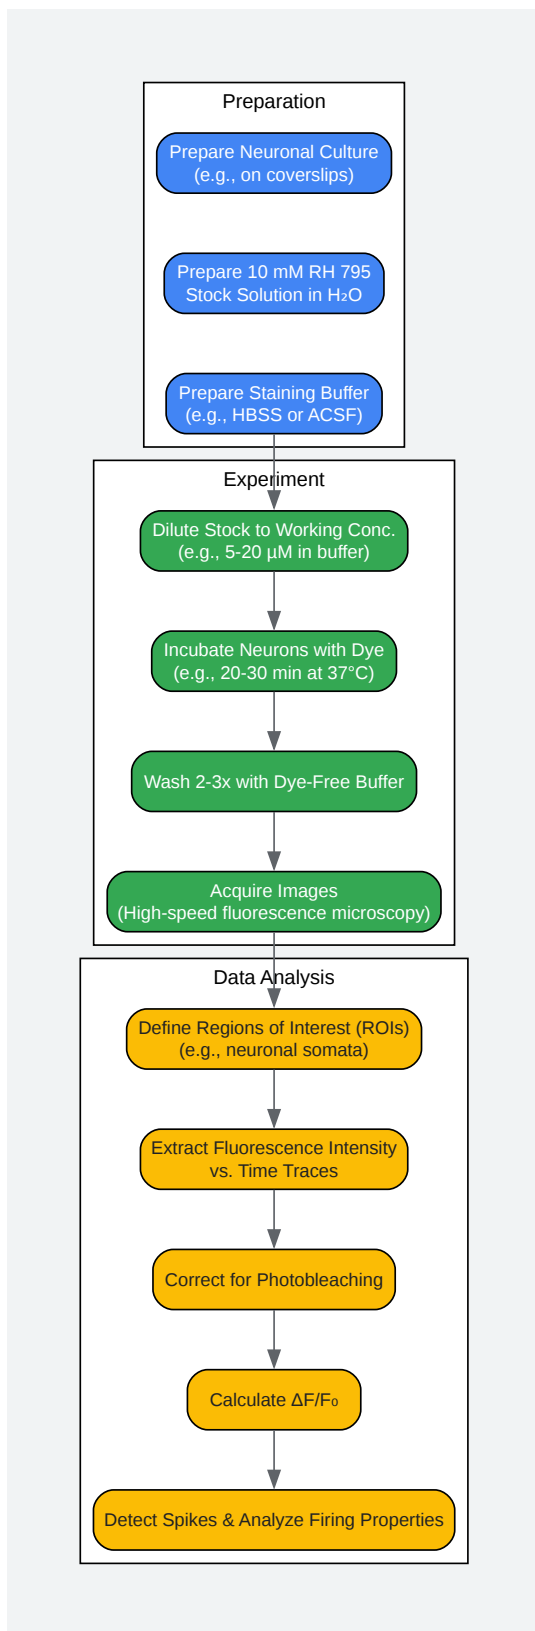 Preparation
Prepare Neuronal Culture
(e.g., on coverslips)
Prepare 10 mM RH 795
Stock Solution in H₂O
Prepare Staining Buffer
(e.g., HBSS or ACSF)
Experiment
Dilute Stock to Working Conc.
(e.g., 5-20 µM in buffer)
Incubate Neurons with Dye
(e.g., 20-30 min at 37°C)
Wash 2-3x with Dye-Free Buffer
Acquire Images
(High-speed fluorescence microscopy)
Data Analysis
Define Regions of Interest (ROIs)
(e.g., neuronal somata)
Extract Fluorescence Intensity
vs. Time Traces
Correct for Photobleaching
Calculate ΔF/F₀
Detect Spikes & Analyze Firing Properties